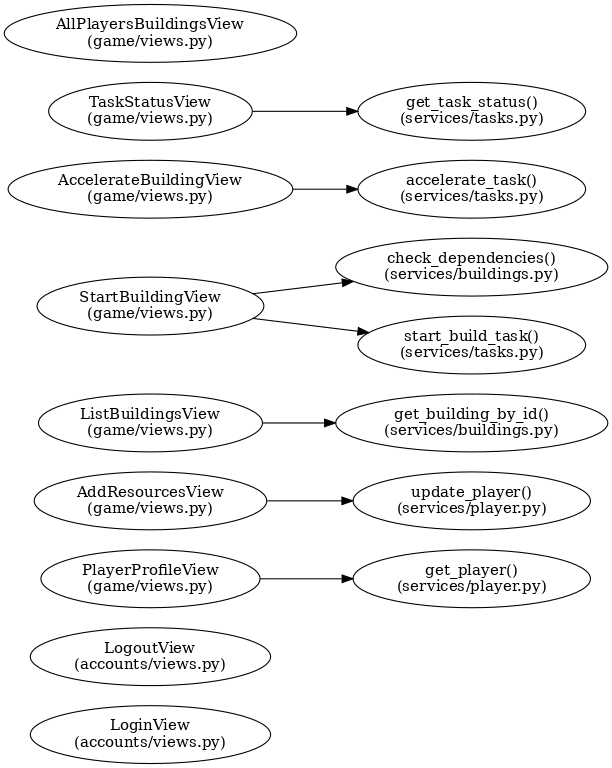 AllPlayersBuildingsView
(game/views.py)
TaskStatusView
(game/views.py)
get_task_status()
(services/tasks.py)
AccelerateBuildingView
(game/views.py)
accelerate_task()
(services/tasks.py)
check_dependencies()
(services/buildings.py)
StartBuildingView
(game/views.py)
start_build_task()
(services/tasks.py)
ListBuildingsView
(game/views.py)
get_building_by_id()
(services/buildings.py)
AddResourcesView
(game/views.py)
update_player()
(services/player.py)
PlayerProfileView
(game/views.py)
get_player()
(services/player.py)
LogoutView
(accounts/views.py)
LoginView
(accounts/views.py)